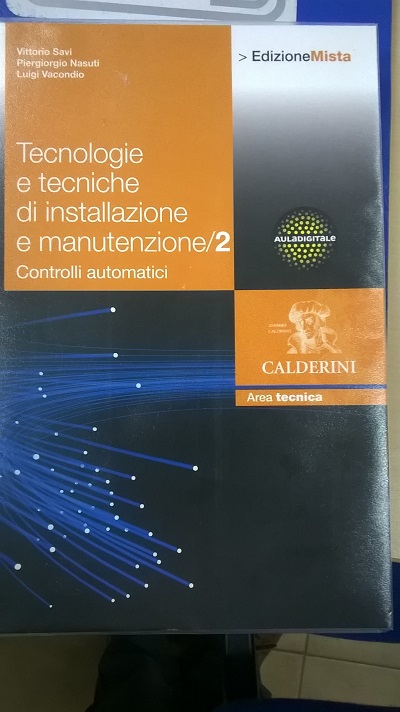 Vittorio Savi
Piergiorgio Nasuti
Luigi Vacondio
> EdizioneMista
Tecnologie
e tecniche
di installazione
e manutenzione/2
Controlli automatici
AULADIGITALE
CALDERINI
Area tecnica